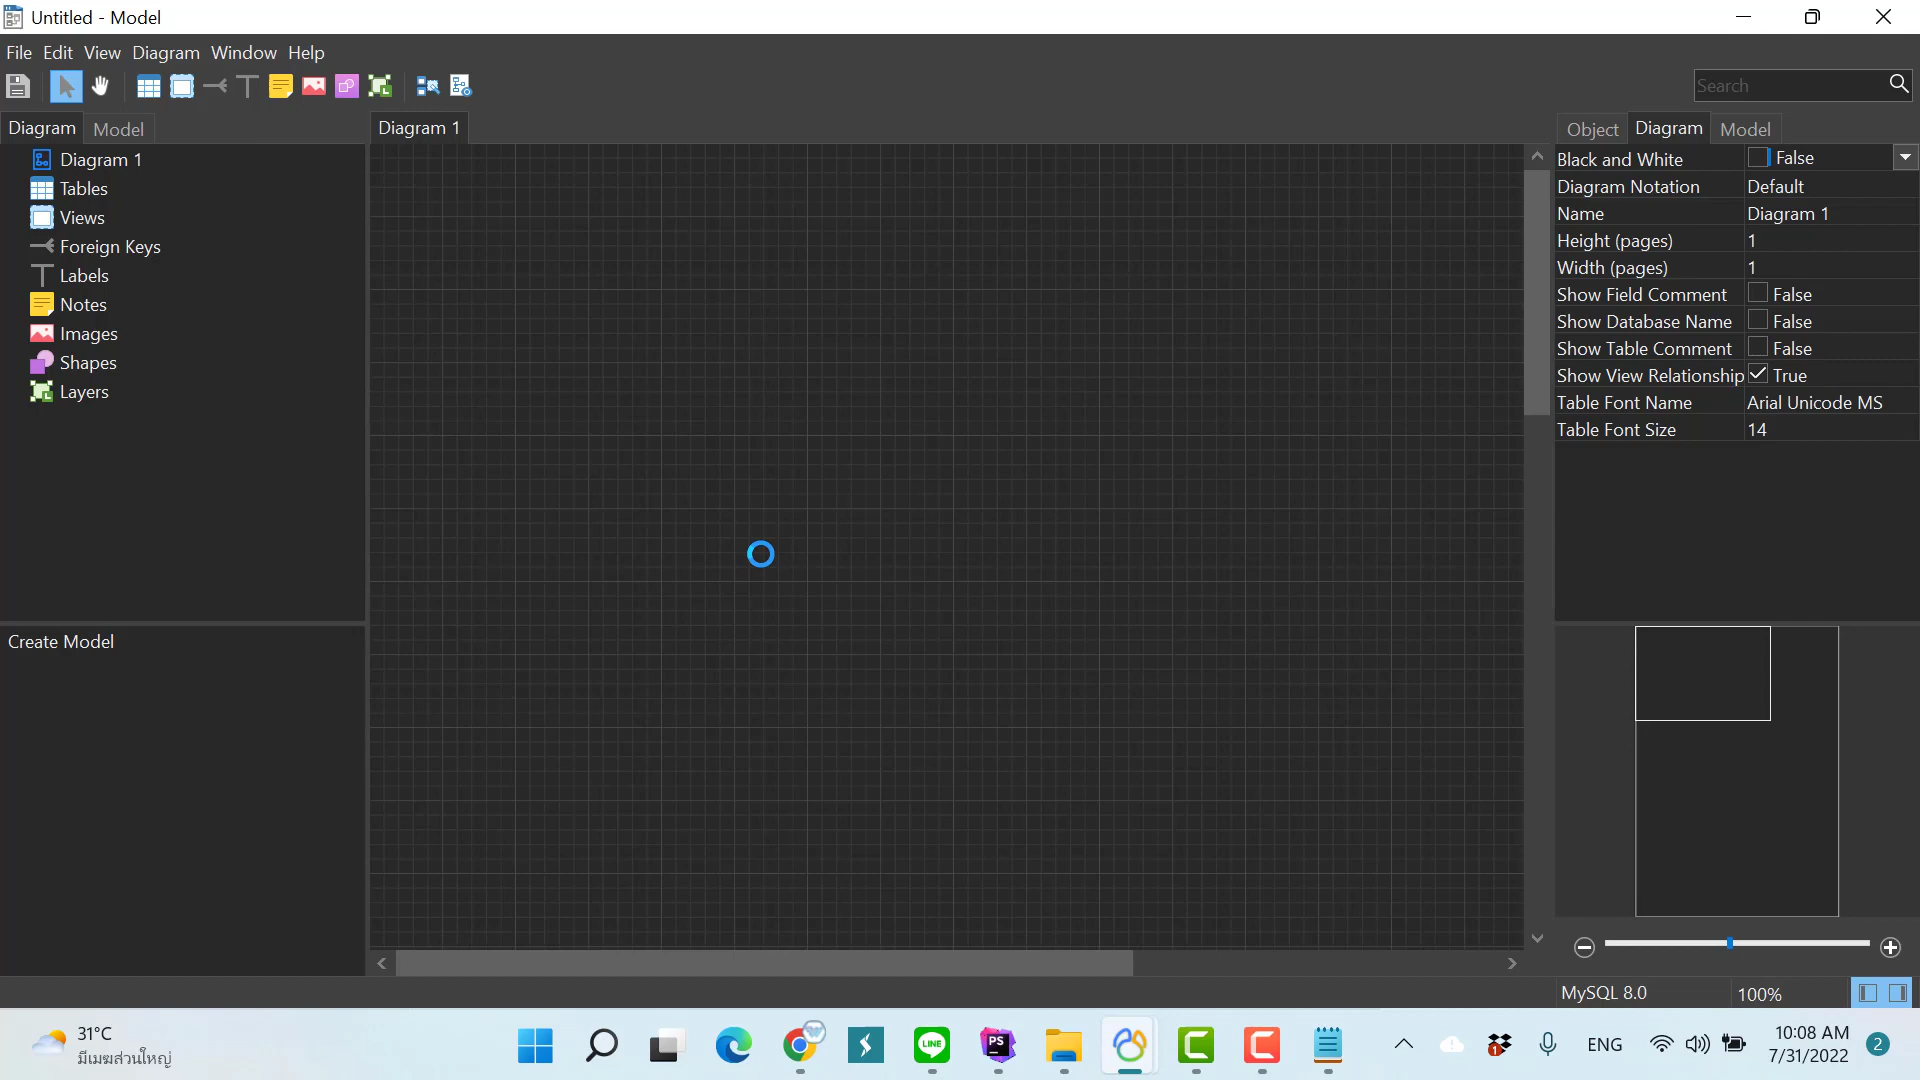 Untitled - Model
File Edit View Diagram Window Help
Search
Diagram Model
Diagram 1
Object Diagram Model
Diagram 1
Tables
Views
Foreign Keys
Labels
Notes
Images
Shapes
Layers
Black and White False
Diagram Notation Default
Name Diagram 1
Height (pages) 1
Width (pages) 1
Show Field Comment False
Show Database Name False
Show Table Comment False
Show View Relationship True
Table Font Name Arial Unicode MS
Table Font Size 14
Create Model
MySQL 8.0 100%
31°C
มีเมฆส่วนใหญ่
W
LINE
PS
1
ENG
10:08 AM
7/31/2022
2